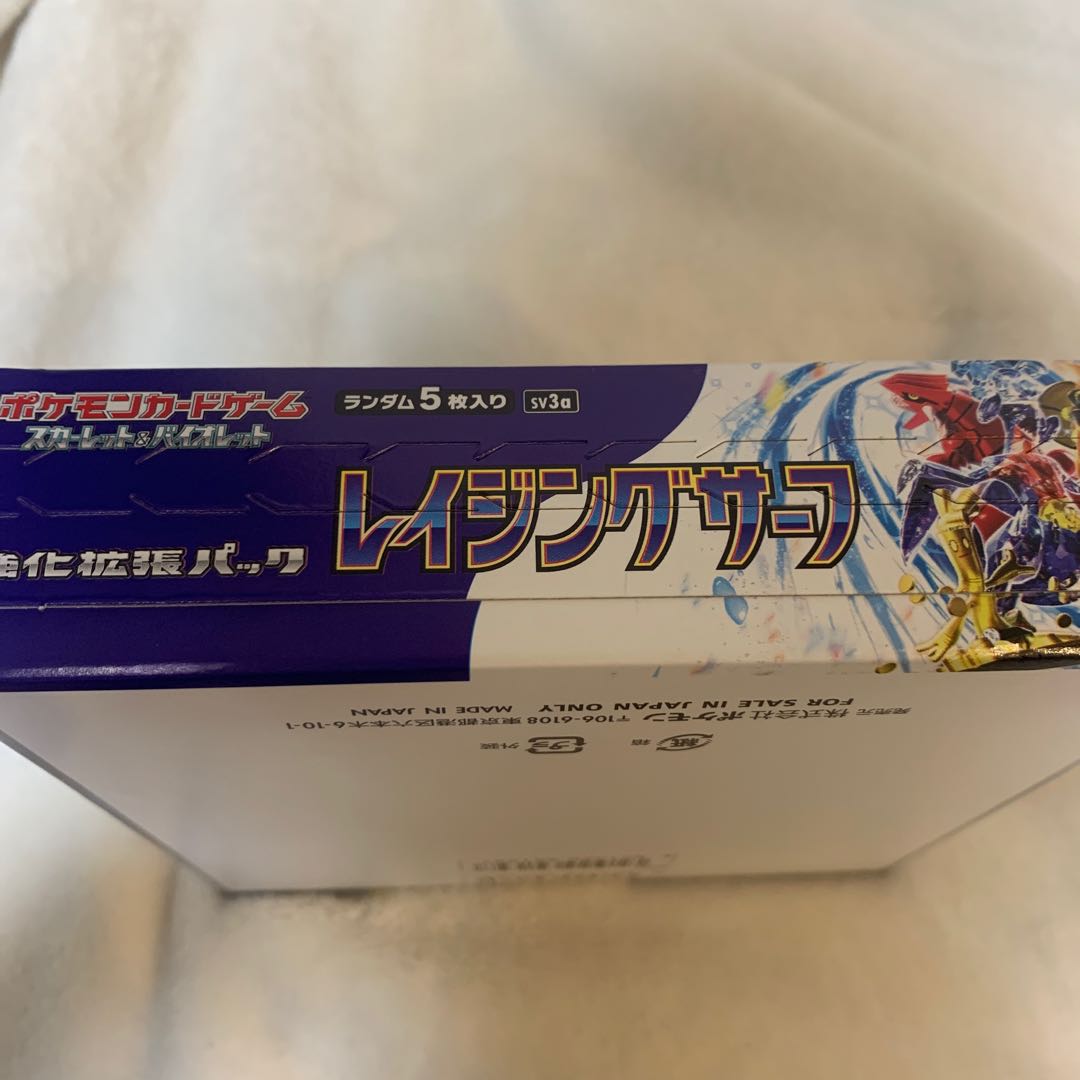 ポケモンカードゲーム
スカーレット&バイオレット
ランダム5枚入り SV3a
強化拡張パック
レイジングサーフ
発売元 株式会社ポケモン 〒106-6108 東京都港区六本木6-10-1
FOR SALE IN JAPAN ONLY MADE IN JAPAN
紙 箱
プラ 外装